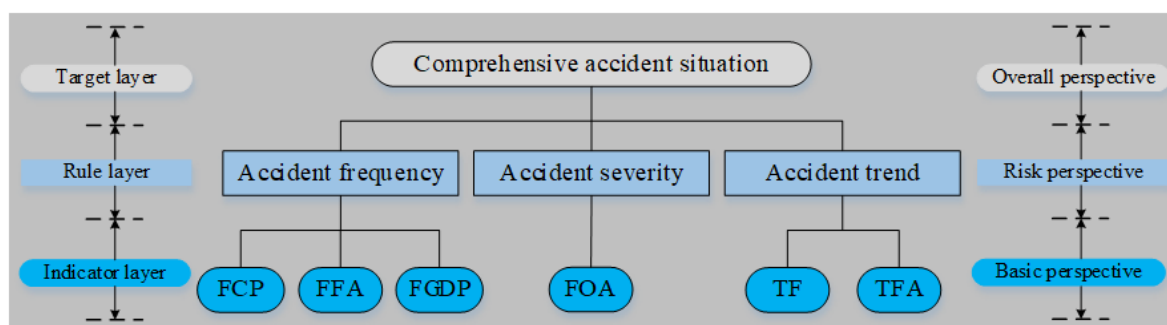 Comprehensive accident situation
Target layer
Overall perspective
Rule layer
Accident frequency
Accident severity
Accident trend
Risk perspective
Indicator layer
FCP
FFA
FGDP
FOA
TF
TFA
Basic perspective